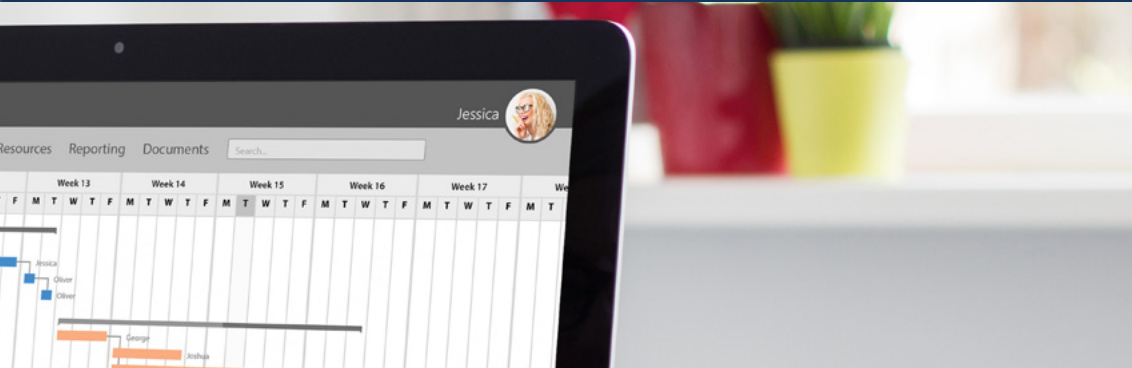 Jessica
Resources Reporting Documents Search...
Week 13 Week 14 Week 15 Week 16 Week 17 We
F M T W T F M T W T F M T W T F M T W T F M T W T F M T
Jessica
Oliver
Oliver
George
Joshua